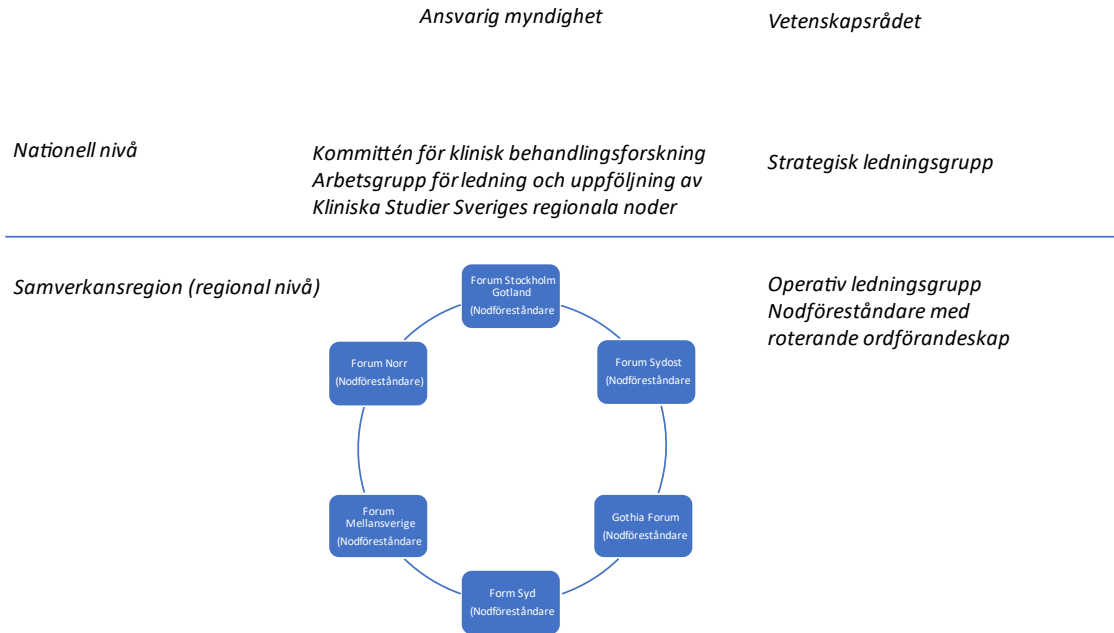 Ansvarig myndighet
Vetenskapsrådet
Nationell nivå
Kommittén för klinisk behandlingsforskning
Arbetsgrupp för ledning och uppföljning av
Kliniska Studier Sveriges regionala noder
Strategisk ledningsgrupp
Samverkansregion (regional nivå)
Forum Stockholm
Gotland
(Nodföreståndare
Operativ ledningsgrupp
Nodföreståndare med
roterande ordförandeskap
Forum Norr
(Nodföreståndare)
Forum Sydost
(Nodföreståndare
Forum
Mellansverige
(Nodföreståndare
Gothia Forum
(Nodföreståndare
Form Syd
(Nodföreståndare